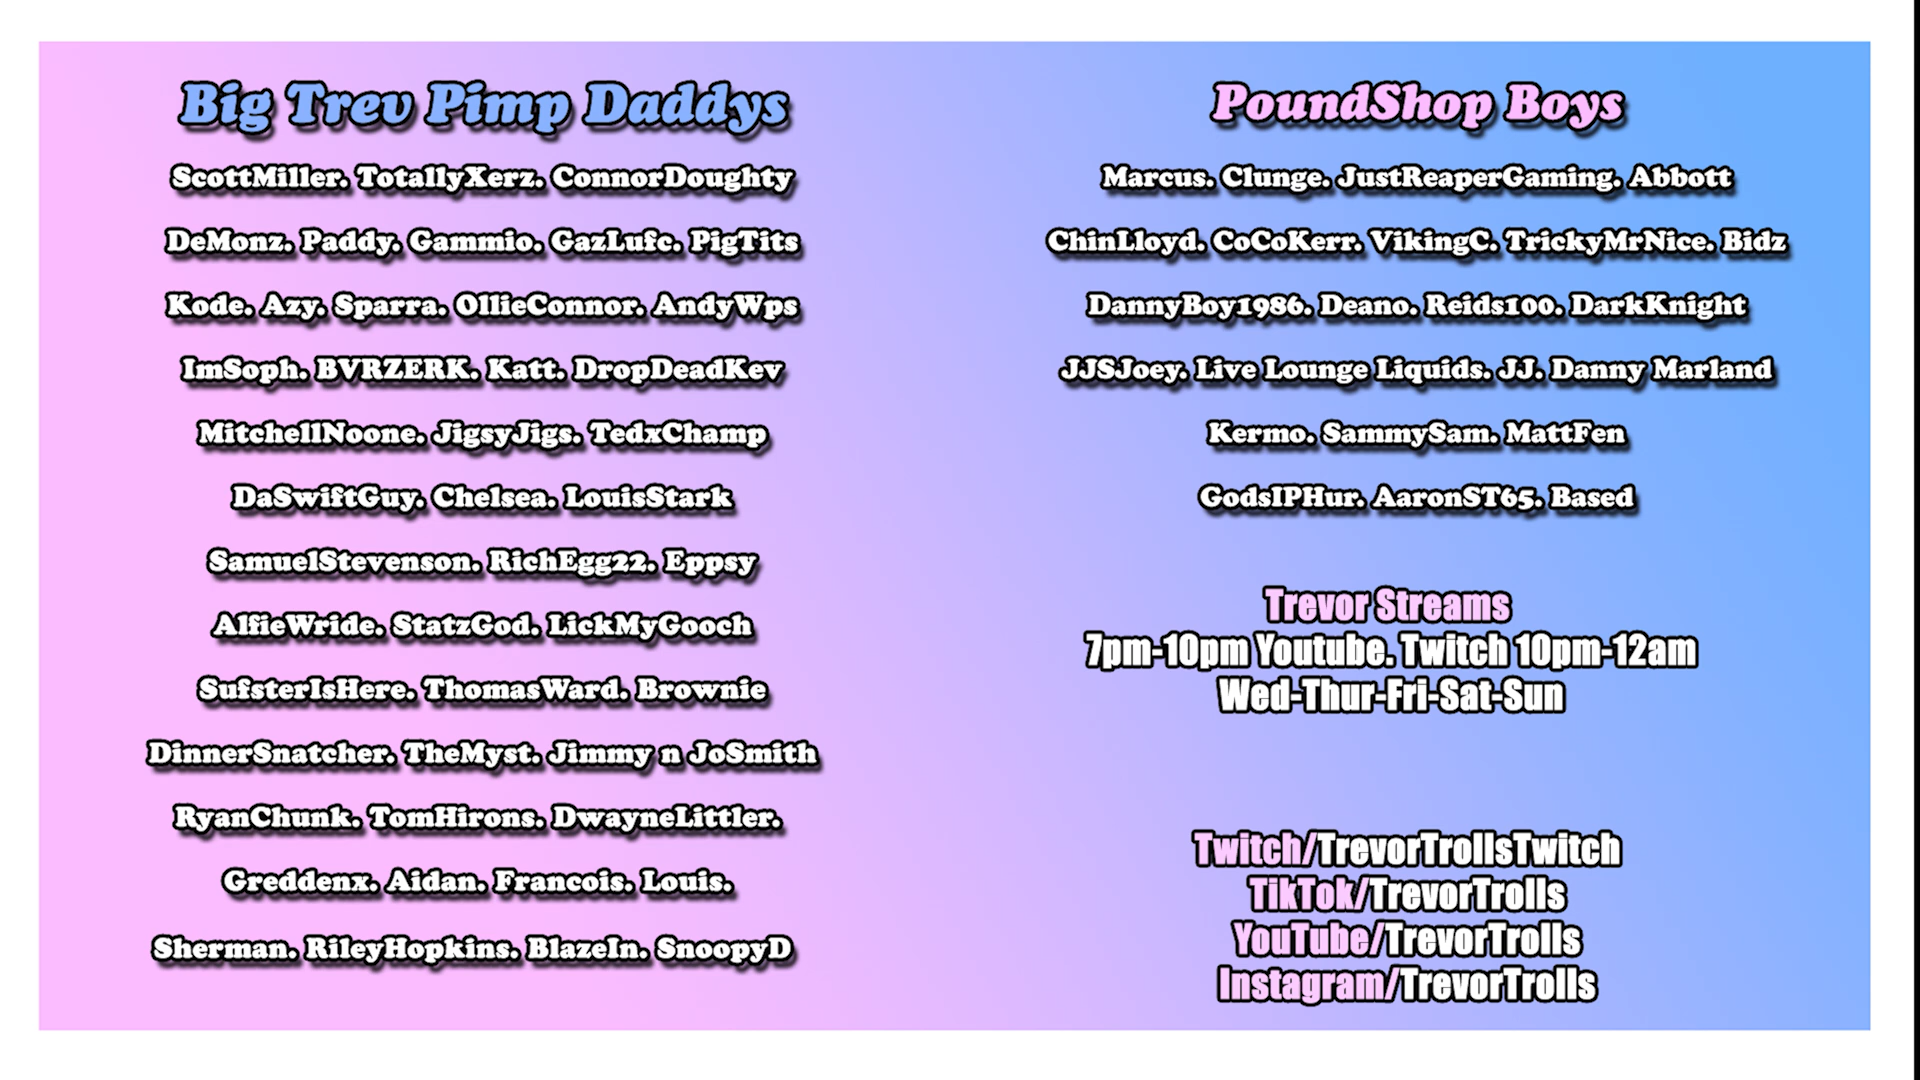 Big Trev Pimp Daddys
ScottMiller. TotallyXerz. ConnorDoughty
DeMonz. Paddy. Gammio. GazLufc. PigTits
Kode. Azy. Sparra. OllieConnor. AndyWps
ImSoph. BVRZERK. Katt. DropDeadKev
MitchellNoone. JigsyJigs. TedxChamp
DaSwiftGuy. Chelsea. LouisStark
SamuelStevenson. RichEgg22. Eppsy
AlfieWride. StatzGod. LickMyGooch
SufsterIsHere. ThomasWard. Brownie
DinnerSnatcher. TheMyst. Jimmy n JoSmith
RyanChunk. TomHirons. DwayneLittler.
Greddenx. Aidan. Francois. Louis.
Sherman. RileyHopkins. BlazeIn. SnoopyD
PoundShop Boys
Marcus. Clunge. JustReaperGaming. Abbott
ChinLloyd. CoCoKerr. VikingC. TrickyMrNice. Bidz
DannyBoy1986. Deano. Reids100. DarkKnight
JJSJoey. Live Lounge Liquids. JJ. Danny Marland
Kermo. SammySam. MattFen
GodsIPHur. AaronST65. Based
Trevor Streams
7pm-10pm Youtube. Twitch 10pm-12am
Wed-Thur-Fri-Sat-Sun
Twitch/TrevorTrollsTwitch
TikTok/TrevorTrolls
YouTube/TrevorTrolls
Instagram/TrevorTrolls